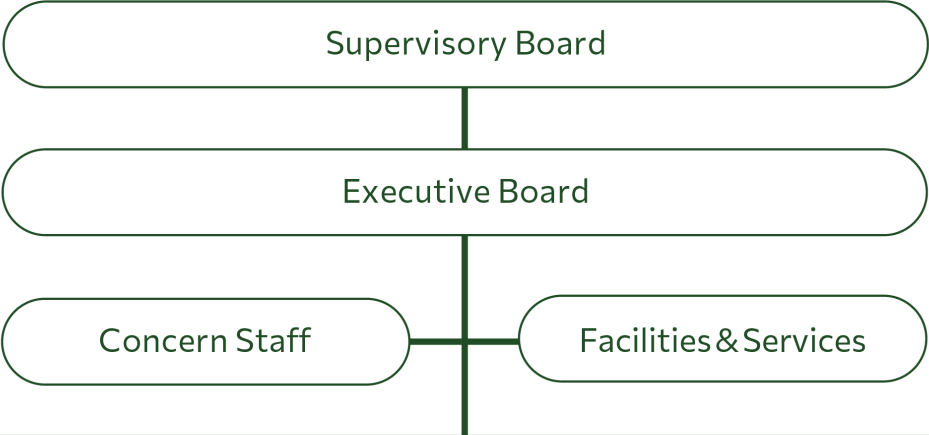 Supervisory Board
Executive Board
Concern Staff
Facilities & Services